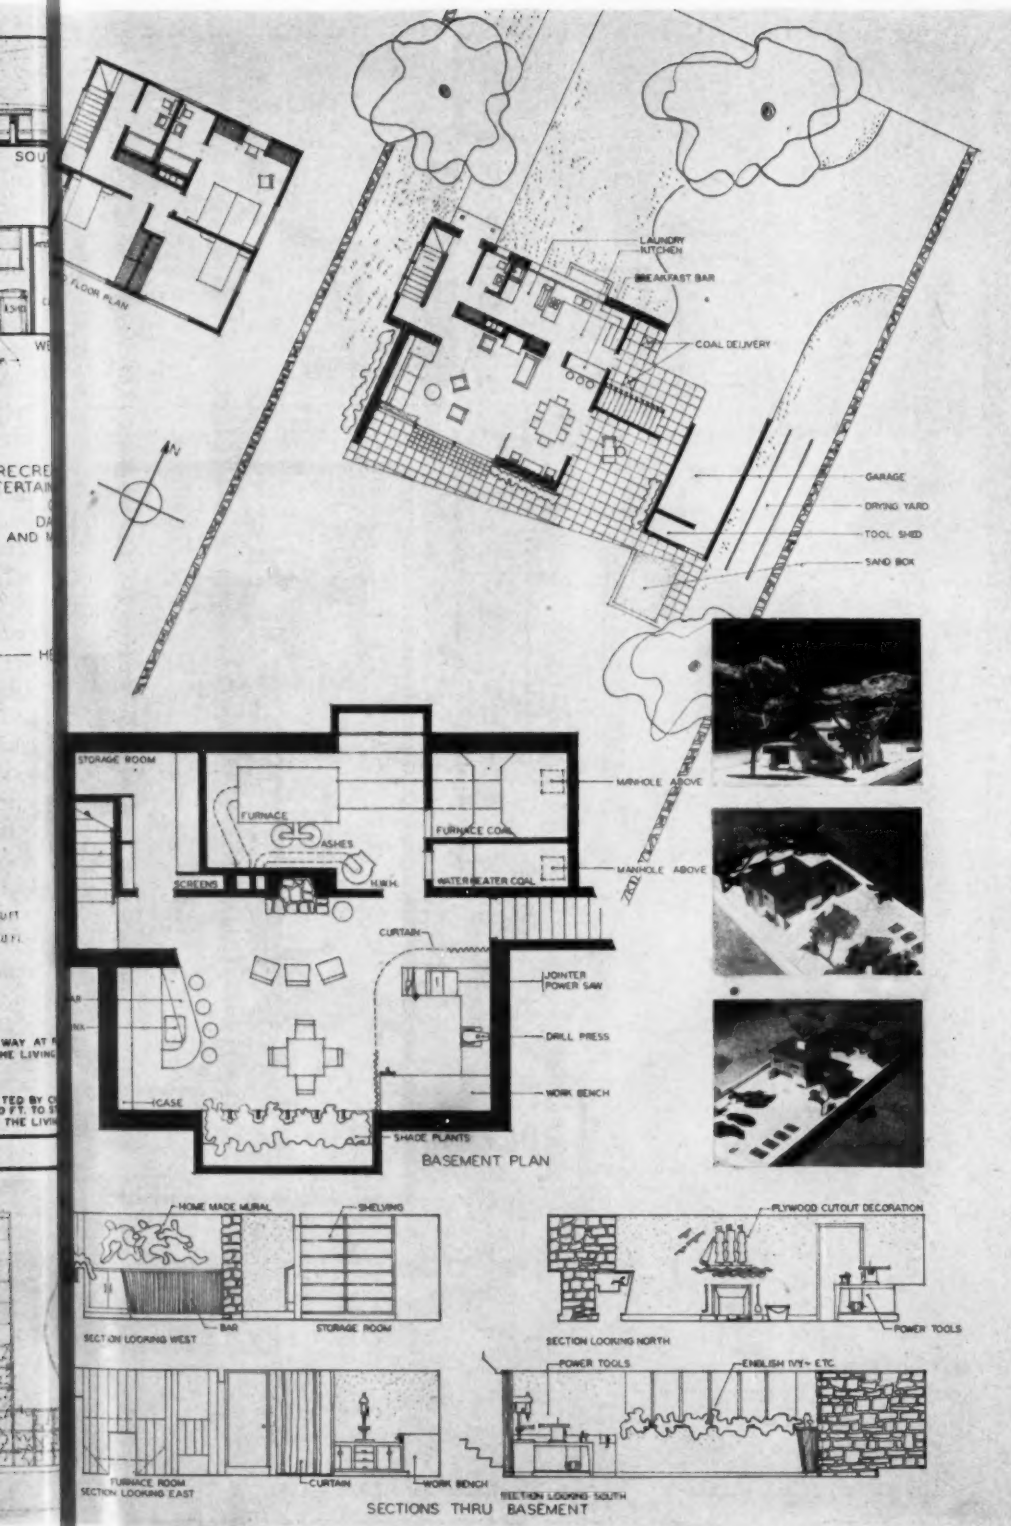 SOU
FLOOR PLAN
WE
RECRE
TERTAIN
DA
AND M
HE
WAY AT
THE LIVING
TED BY
FT. TO
THE LIVIN
LAUNDRY
KITCHEN
BREAKFAST BAR
COAL DELIVERY
N
GARAGE
DRYING YARD
TOOL SHED
SAND BOX
STORAGE ROOM
FURNACE
ASHES
FURNACE COAL
MANHOLE ABOVE
SCREENS
H.W.H.
WATER HEATER COAL
MANHOLE ABOVE
CURTAIN
JOINTER
POWER SAW
DRILL PRESS
WORK BENCH
CASE
SHADE PLANTS
BASEMENT PLAN
HOME MADE MURAL
SHELVING
BAR
STORAGE ROOM
SECTION LOOKING WEST
PLYWOOD CUTOUT DECORATION
POWER TOOLS
SECTION LOOKING NORTH
FURNACE ROOM
SECTION LOOKING EAST
CURTAIN
WORK BENCH
POWER TOOLS
ENGLISH IVY - ETC
SECTION LOOKING SOUTH
SECTIONS THRU BASEMENT